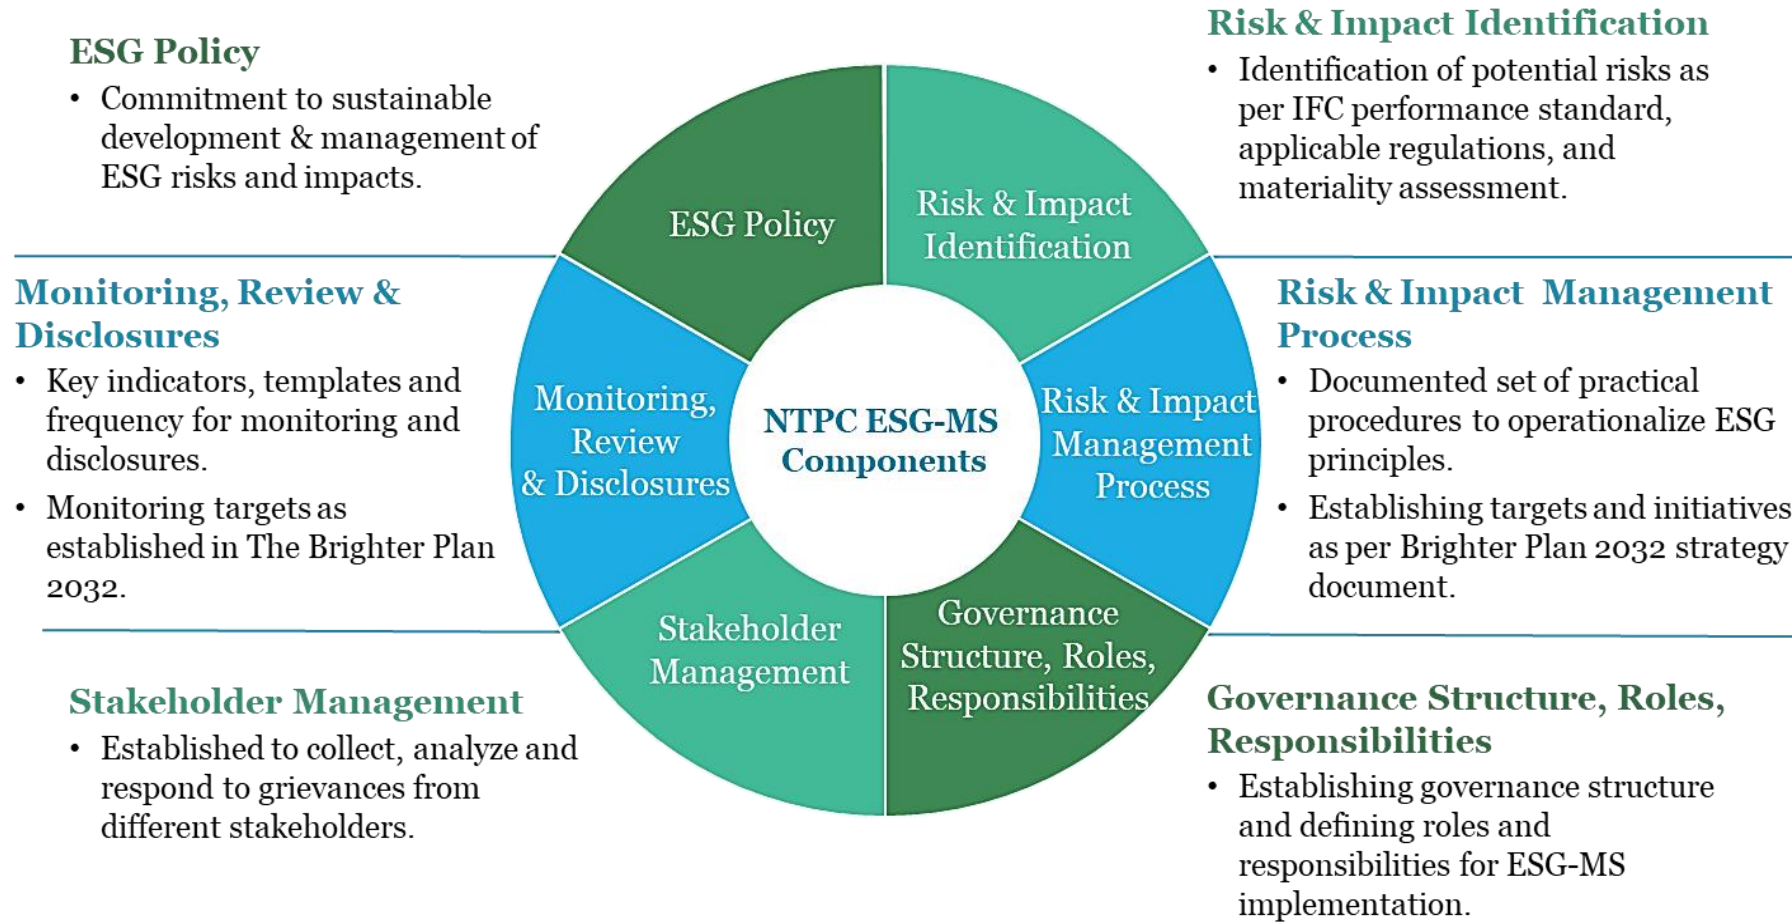 ESG Policy
• Commitment to sustainable
development & management of
ESG risks and impacts.
Monitoring, Review &
Disclosures
• Key indicators, templates and
frequency for monitoring and
disclosures.
• Monitoring targets as
established in The Brighter Plan
2032.
Stakeholder Management
• Established to collect, analyze and
respond to grievances from
different stakeholders.
ESG Policy
Risk & Impact
Identification
Monitoring,
Review
& Disclosures
NTPC ESG-MS
Components
Risk & Impact
Management
Process
Stakeholder
Management
Governance
Structure, Roles,
Responsibilities
Risk & Impact Identification
• Identification of potential risks as
per IFC performance standard,
applicable regulations, and
materiality assessment.
Risk & Impact Management
Process
• Documented set of practical
procedures to operationalize ESG
principles.
• Establishing targets and initiatives
as per Brighter Plan 2032 strategy
document.
Governance Structure, Roles,
Responsibilities
• Establishing governance structure
and defining roles and
responsibilities for ESG-MS
implementation.